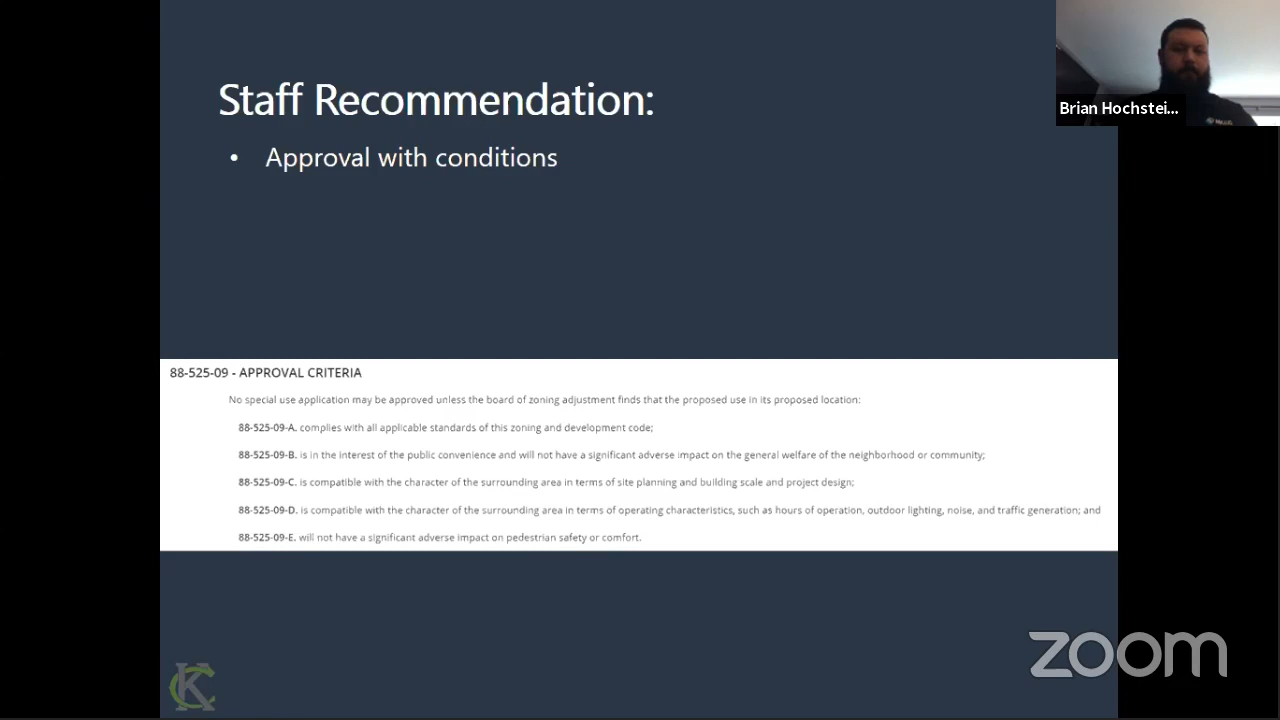 Staff Recommendation:
• Approval with conditions
Brian Hochstei...
88-525-09 - APPROVAL CRITERIA
No special use application may be approved unless the board of zoning adjustment finds that the proposed use in its proposed location:
88-525-09-A. complies with all applicable standards of this zoning and development code;
88-525-09-B. is in the interest of the public convenience and will not have a significant adverse impact on the general welfare of the neighborhood or community;
88-525-09-C. is compatible with the character of the surrounding area in terms of site planning and building scale and project design;
88-525-09-D. is compatible with the character of the surrounding area in terms of operating characteristics, such as hours of operation, outdoor lighting, noise, and traffic generation; and
88-525-09-E. will not have a significant adverse impact on pedestrian safety or comfort.
zoom
KC